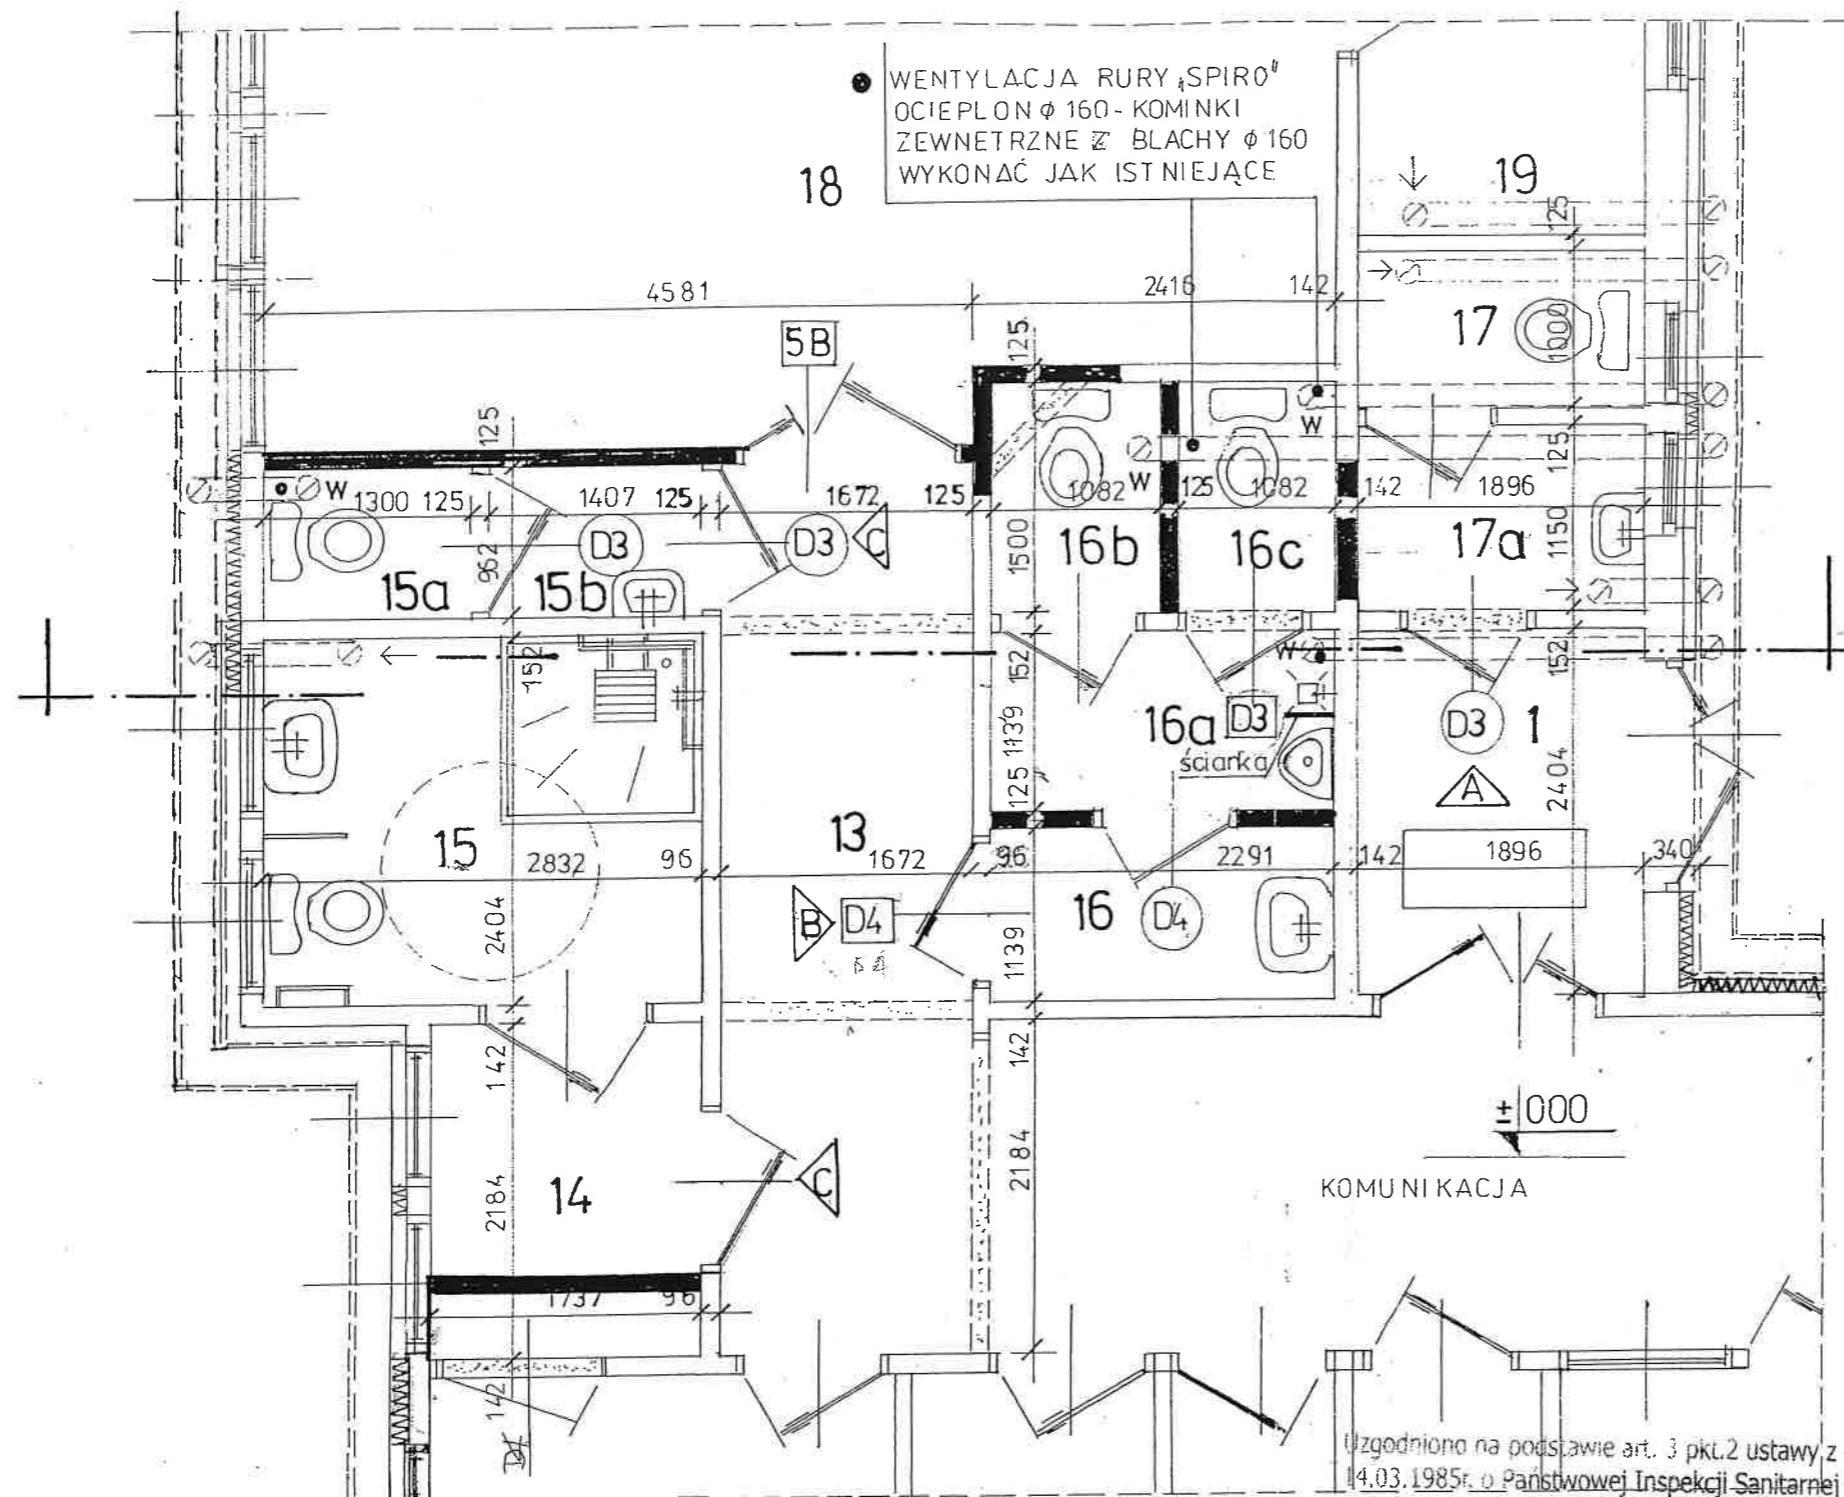 WENTYLACJA RURY „SPIRO"
OCIEPLON ϕ 160 - KOMINKI
ZEWNETRZNE Z BLACHY ϕ 160
WYKONAĆ JAK ISTNIEJĄCE
18
19
125
4581
2416
142
5B
125
17
1000
125
W
W
W
1300
125
1407
125
1672
125
1082
125
1082
142
1896
125
962
D3
D3
C
1500
16b
16c
17a
1150
15a
15b
152
152
W
152
16a
D3
D3
1
1139
ścianka
A
2404
125
15
13
2832
96
1672
96
2291
142
1896
340
2404
B
D4
16
D4
1139
142
142
± 000
2184
14
2184
C
KOMUNIKACJA
1737
96
142
Uzgodniono na podstawie art. 3 pkt.2 ustawy z
14.03.1985r. o Państwowej Inspekcji Sanitarnej